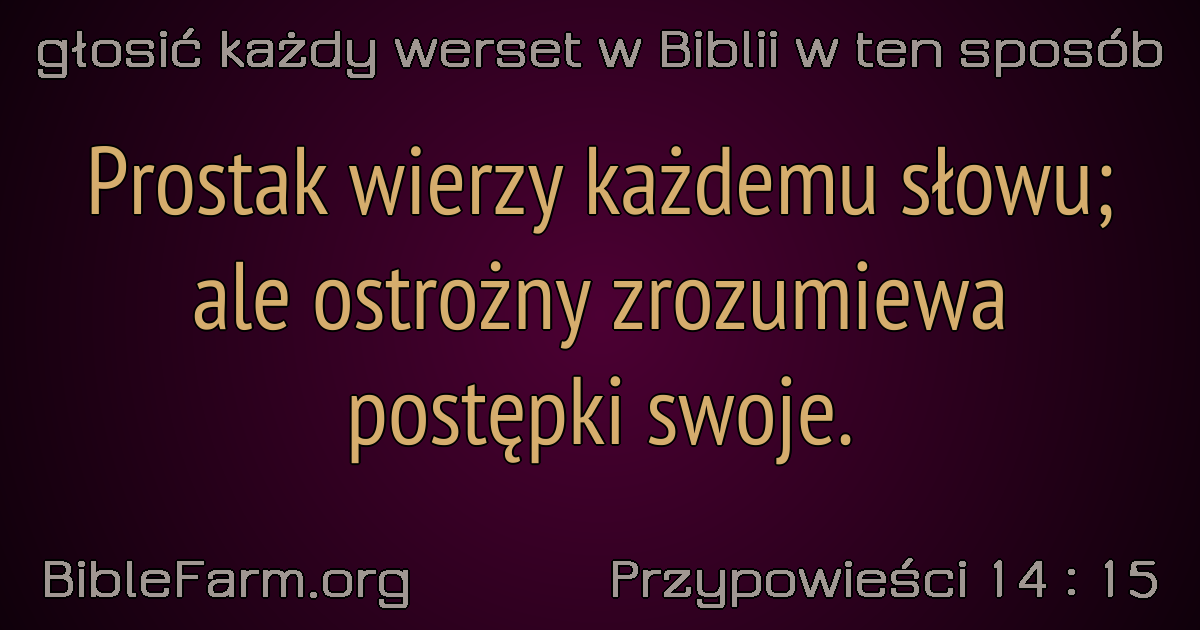 głosić każdy werset w Biblii w ten sposób
Prostak wierzy każdemu słowu;
ale ostrożny zrozumiewa
postępki swoje.
BibleFarm.org
Przypowieści 14 : 15